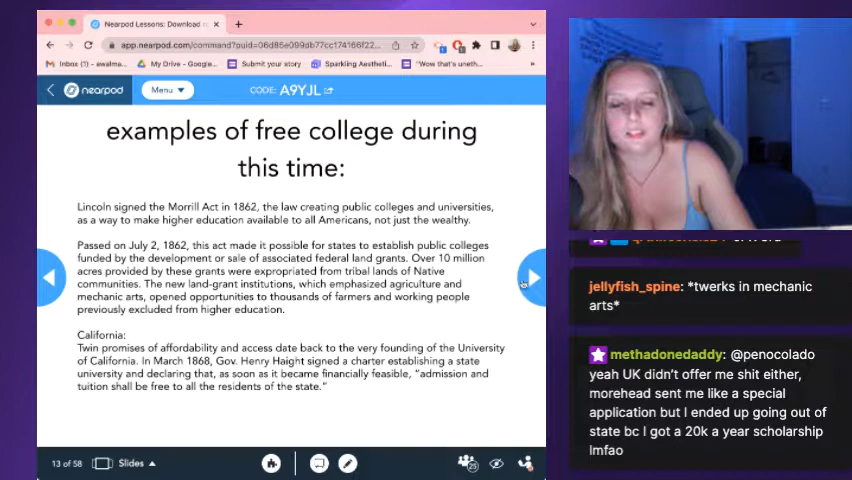 Nearpod Lessons: Download r
app.nearpod.com/command?puid=06d85e099db77cc174166f22...
Inbox - ewalma...
My Drive - Google...
Submit your story
Sparkling Aestheti...
"Wow that's uneth...
nearpod
Menu
CODE: A9YJL
examples of free college during
this time:
Lincoln signed the Morrill Act in 1862, the law creating public colleges and universities,
as a way to make higher education available to all Americans, not just the wealthy.
Passed on July 2, 1862, this act made it possible for states to establish public colleges
funded by the development or sale of associated federal land grants. Over 10 million
acres provided by these grants were expropriated from tribal lands of Native
communities. The new land-grant institutions, which emphasized agriculture and
mechanic arts, opened opportunities to thousands of farmers and working people
previously excluded from higher education.
California:
Twin promises of affordability and access date back to the very founding of the University
of California. In March 1868, Gov. Henry Haight signed a charter establishing a state
university and declaring that, as soon as it became financially feasible, “admission and
tuition shall be free to all the residents of the state.”
13 of 58
Slides
25
jellyfish_spine: *twerks in mechanic
arts*
methadonedaddy: @penocolado
yeah UK didn't offer me shit either,
morehead sent me like a special
application but I ended up going out of
state bc I got a 20k a year scholarship
lmfao